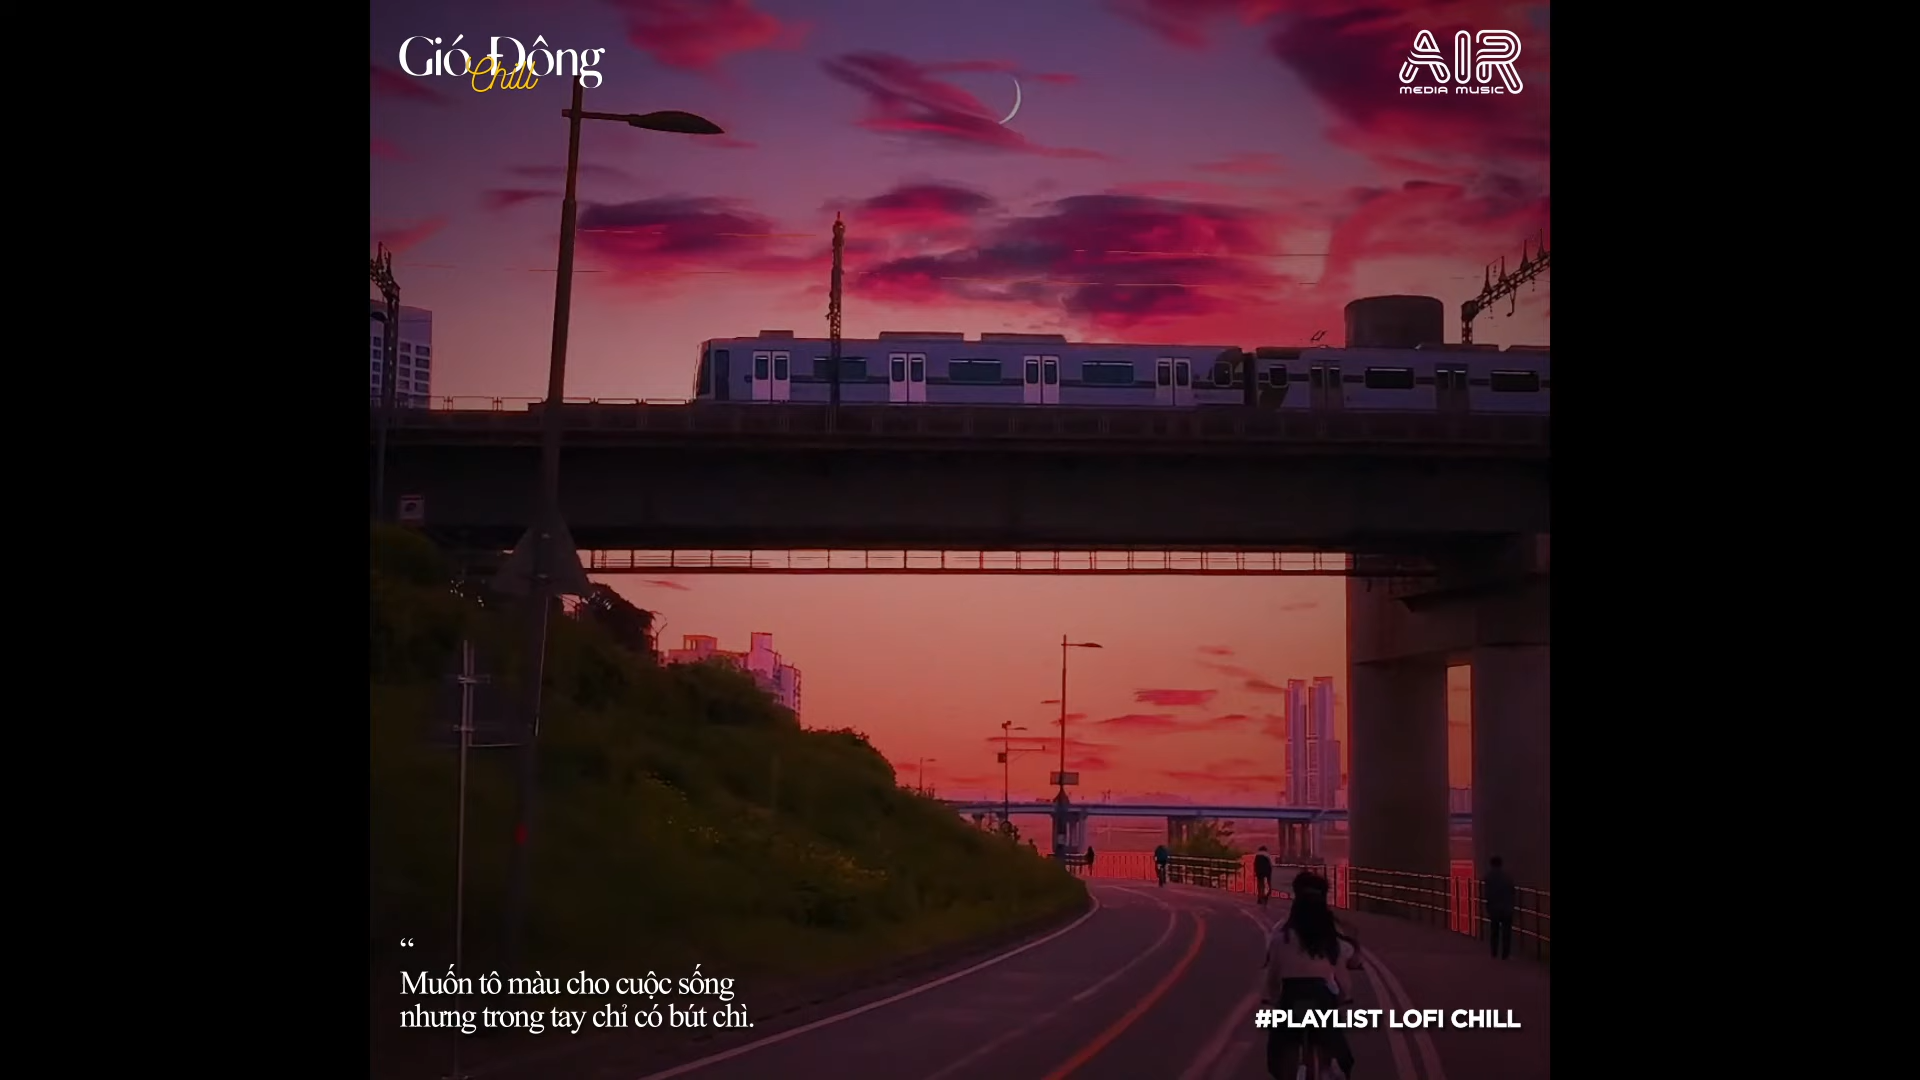 Gió Đông
Chill
AIR
MEDIA MUSIC
“
Muốn tô màu cho cuộc sống
nhưng trong tay chỉ có bút chì.
#PLAYLIST LOFI CHILL